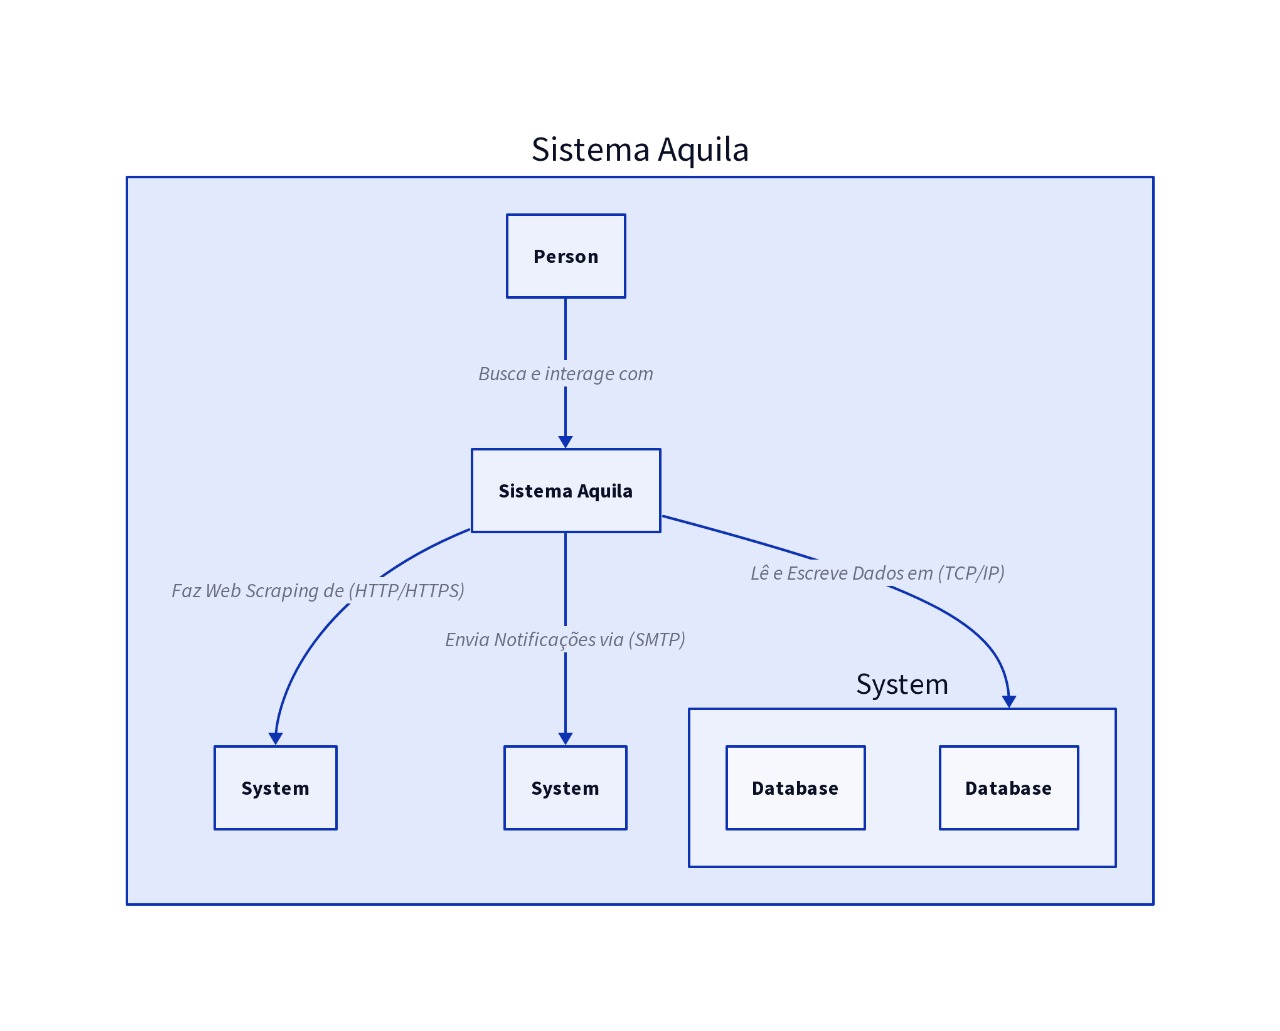 Sistema Aquila
Person
Busca e interage com
Sistema Aquila
Lê e Escreve Dados em (TCP/IP)
Faz Web Scraping de (HTTP/HTTPS)
Envia Notificações via (SMTP)
System
System
System
Database
Database